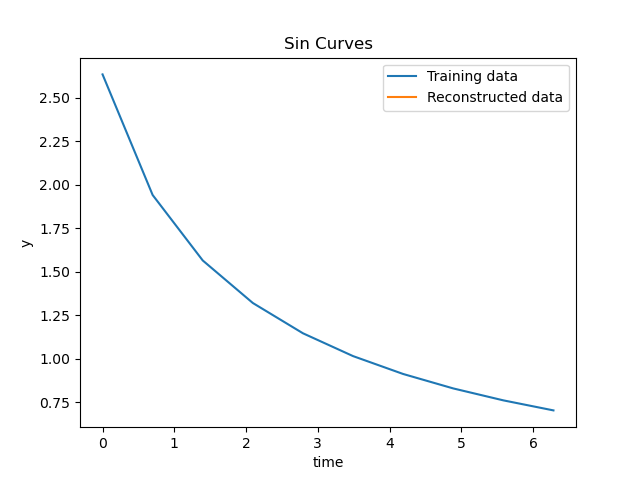 Sin Curves
Training data
Reconstructed data
2.50
2.25
2.00
1.75
1.50
1.25
1.00
0.75
y
0 1 2 3 4 5 6
time